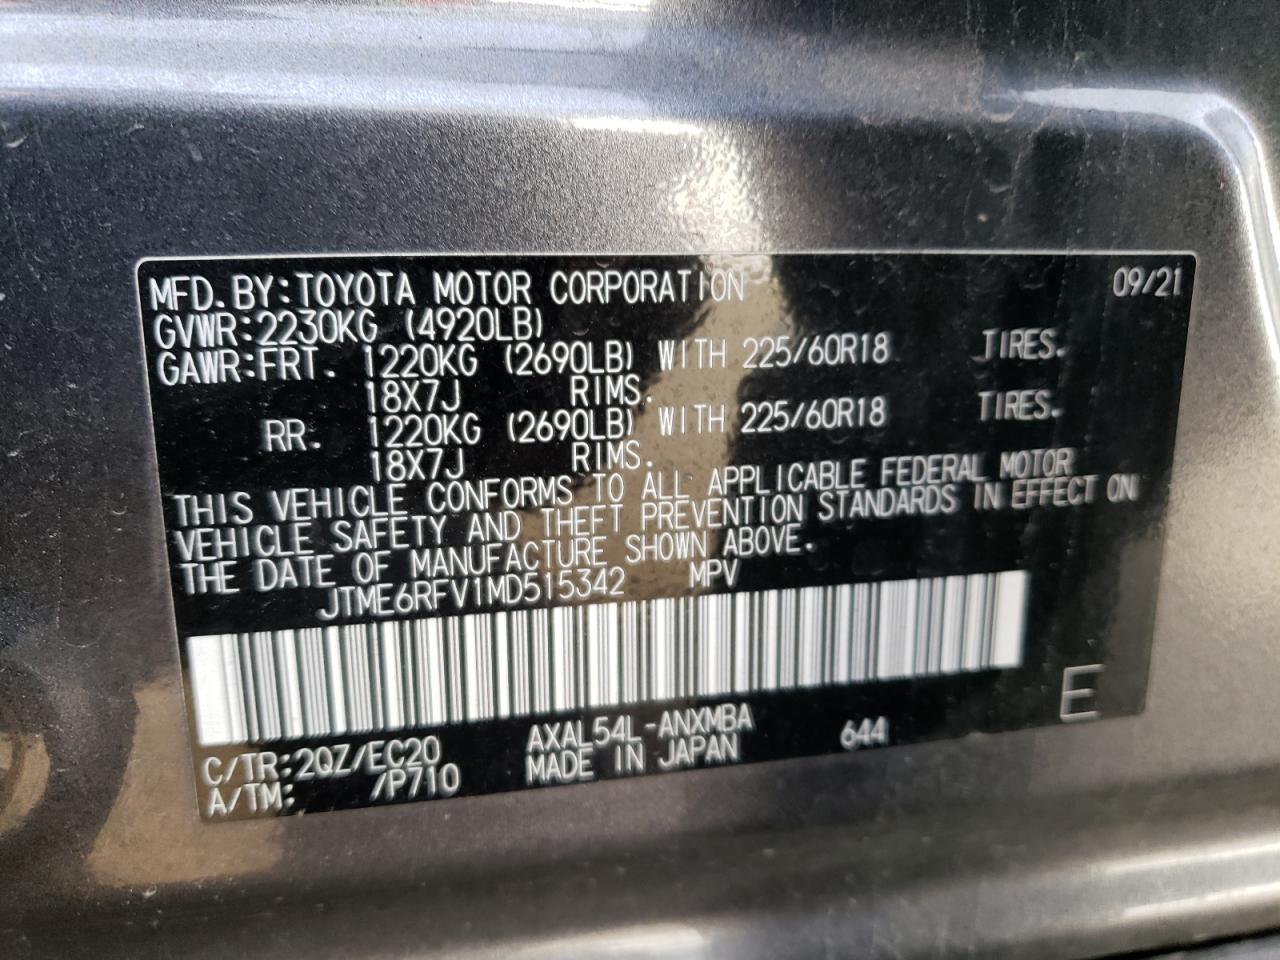 MFD. BY: TOYOTA MOTOR CORPORATION 09/21
GVWR: 2230KG (4920LB)
GAWR: FRT. 1220KG (2690LB) WITH 225/60R18 TIRES.
18X7J RIMS.
RR. 1220KG (2690LB) WITH 225/60R18 TIRES.
18X7J RIMS.
THIS VEHICLE CONFORMS TO ALL APPLICABLE FEDERAL MOTOR
VEHICLE SAFETY AND THEFT PREVENTION STANDARDS IN EFFECT ON
THE DATE OF MANUFACTURE SHOWN ABOVE.
JTME6RFV1MD515342 MPV
E
C/TR: 2QZ/EC20 AXAL54L-ANXMBA 644
A/TM: /P710 MADE IN JAPAN